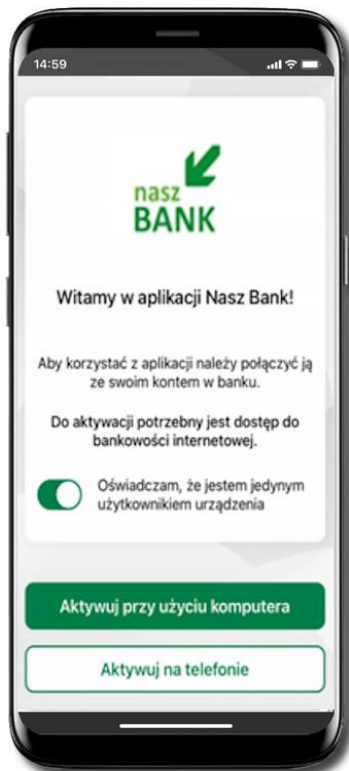 14:59
nasz
BANK
Witamy w aplikacji Nasz Bank!
Aby korzystać z aplikacji należy połączyć ją
ze swoim kontem w banku.
Do aktywacji potrzebny jest dostęp do
bankowości internetowej.
Oświadczam, że jestem jedynym
użytkownikiem urządzenia
Aktywuj przy użyciu komputera
Aktywuj na telefonie